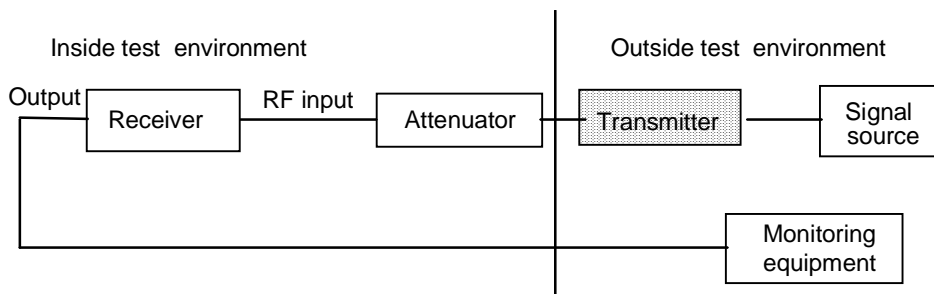 Inside test environment
Outside test environment
Output
Receiver
RF input
Attenuator
Transmitter
Signal
source
Monitoring
equipment